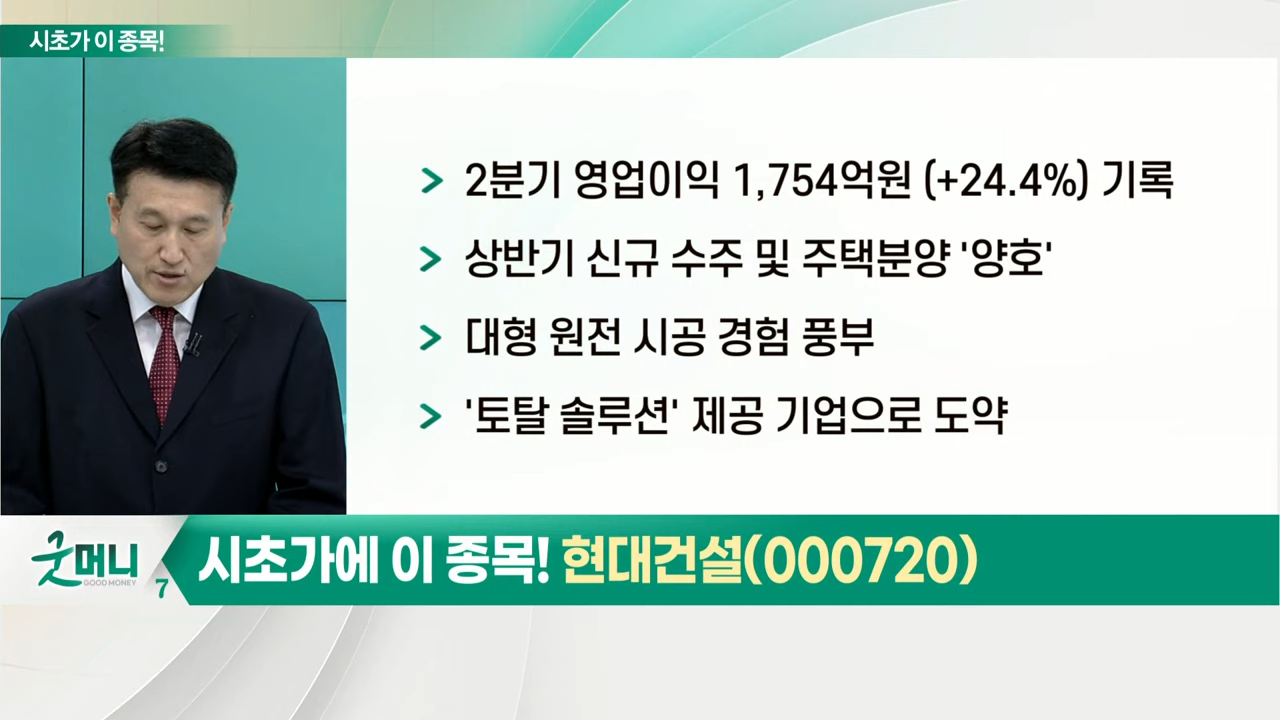 시초가 이 종목!
> 2분기 영업이익 1,754억원 (+24.4%) 기록
> 상반기 신규 수주 및 주택분양 '양호'
> 대형 원전 시공 경험 풍부
> '토탈 솔루션' 제공 기업으로 도약
굿머니
GOOD MONEY
7
시초가에 이 종목! 현대건설(000720)